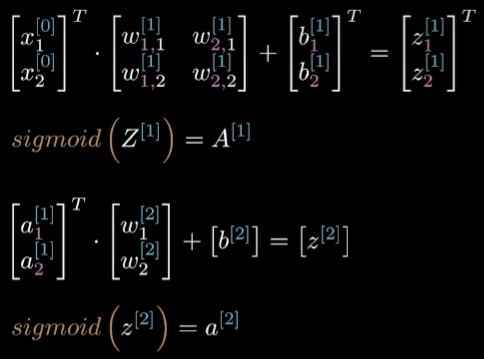 [x_1^{[0]} x_2^{[0]}]^T · [w_{1,1}^{[1]} w_{2,1}^{[1]} w_{1,2}^{[1]} w_{2,2}^{[1]}] + [b_1^{[1]} b_2^{[1]}]^T = [z_1^{[1]} z_2^{[1]}]^T
sigmoid(Z^{[1]}) = A^{[1]}
[a_1^{[1]} a_2^{[1]}]^T · [w_1^{[2]} w_2^{[2]}] + [b^{[2]}] = [z^{[2]}]
sigmoid(z^{[2]}) = a^{[2]}